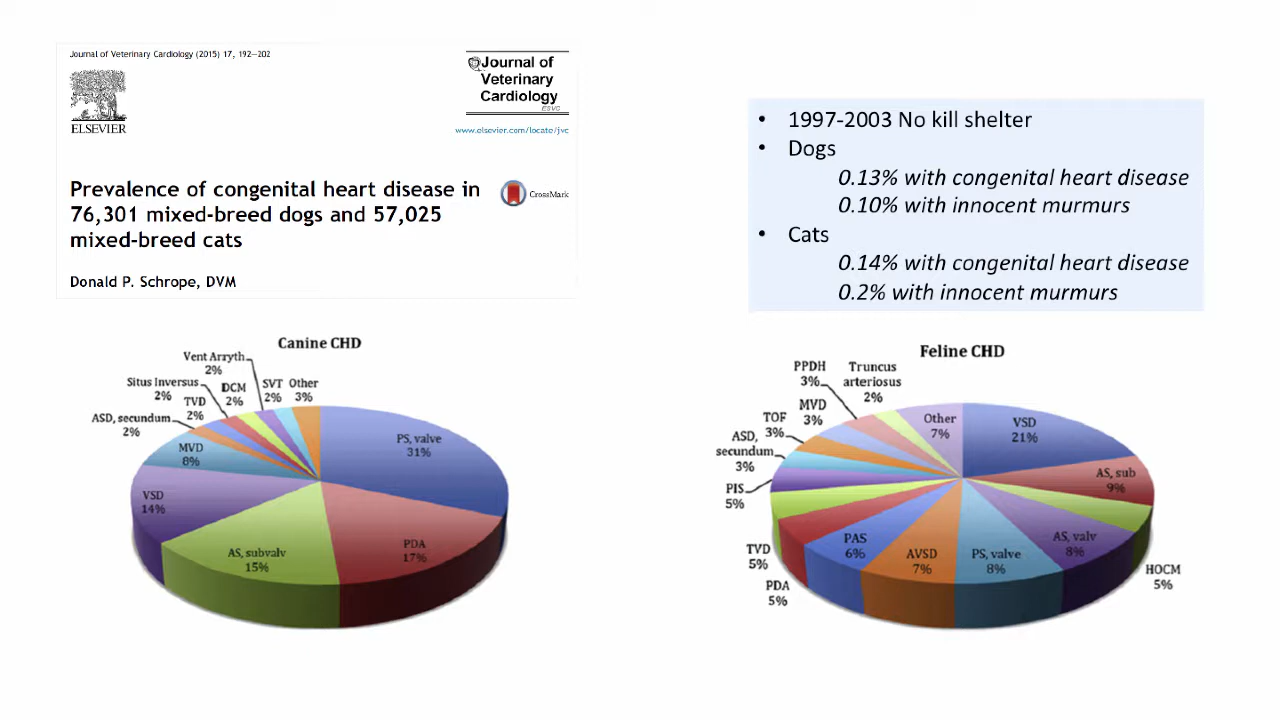 Journal of Veterinary Cardiology (2015) 17, 192–202
ELSEVIER
Journal of
Veterinary
Cardiology
ESVC
www.elsevier.com/locate/jvc
Prevalence of congenital heart disease in
76,301 mixed-breed dogs and 57,025
mixed-breed cats
CrossMark
Donald P. Schrope, DVM
• 1997-2003 No kill shelter
• Dogs
0.13% with congenital heart disease
0.10% with innocent murmurs
• Cats
0.14% with congenital heart disease
0.2% with innocent murmurs
Canine CHD
Vent Arryth
2%
Situs Inversus
2%
DCM
2%
SVT
2%
Other
3%
TVD
2%
ASD, secundum
2%
MVD
8%
VSD
14%
AS, subvalv
15%
PDA
17%
PS, valve
31%
Feline CHD
PPDH
3%
Truncus
arteriosus
2%
MVD
3%
TOF
3%
ASD,
secundum
3%
PIS
5%
TVD
5%
PDA
5%
PAS
6%
AVSD
7%
PS, valve
8%
AS, valv
8%
HOCM
5%
AS, sub
9%
VSD
21%
Other
7%